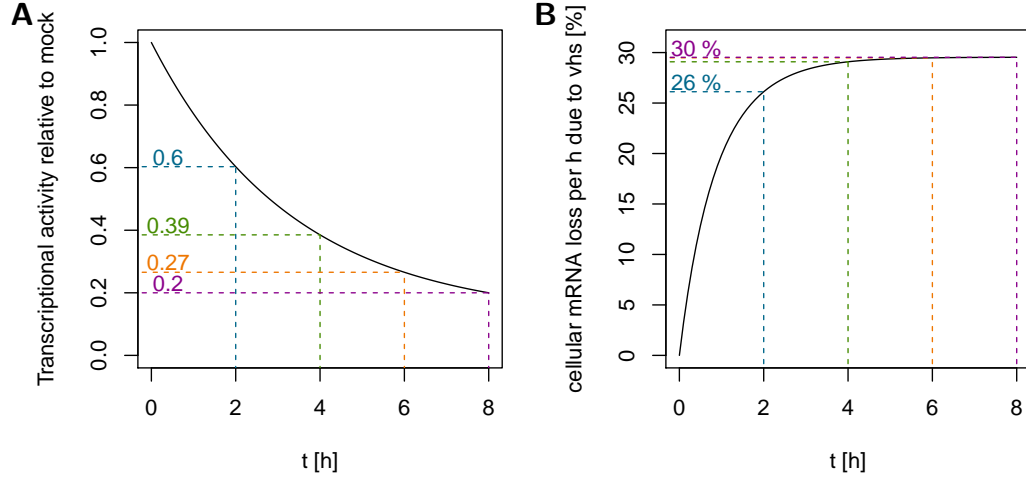 A
Transcriptional activity relative to mock
1.0
0.8
0.6
0.4
0.2
0.0
0.6
0.39
0.27
0.2
0 2 4 6 8
t [h]
B
cellular mRNA loss per h due to vhs [%]
30
25
20
15
10
5
0
30 %
26 %
0 2 4 6 8
t [h]